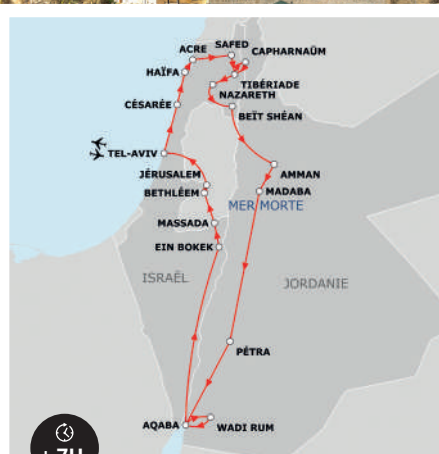 SAFED
ACRE
CAPHARNAÜM
HAÏFA
TIBÉRIADE
NAZARETH
CÉSARÉE
BEÏT SHÉAN
TEL-AVIV
JÉRUSALEM
AMMAN
BETHLÉEM
MADABA
MER MORTE
MASSADA
EIN BOKEK
ISRAËL
JORDANIE
PÉTRA
AQABA
WADI RUM